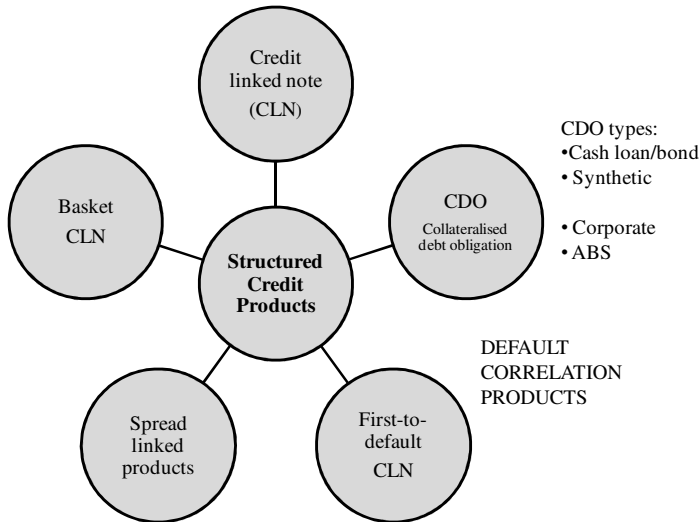 Credit
linked note
(CLN)
CDO types:
•Cash loan/bond
• Synthetic
• Corporate
• ABS
Basket
CLN
CDO
Collateralised
debt obligation
Structured
Credit
Products
DEFAULT
CORRELATION
PRODUCTS
Spread
linked
products
First-to-
default
CLN